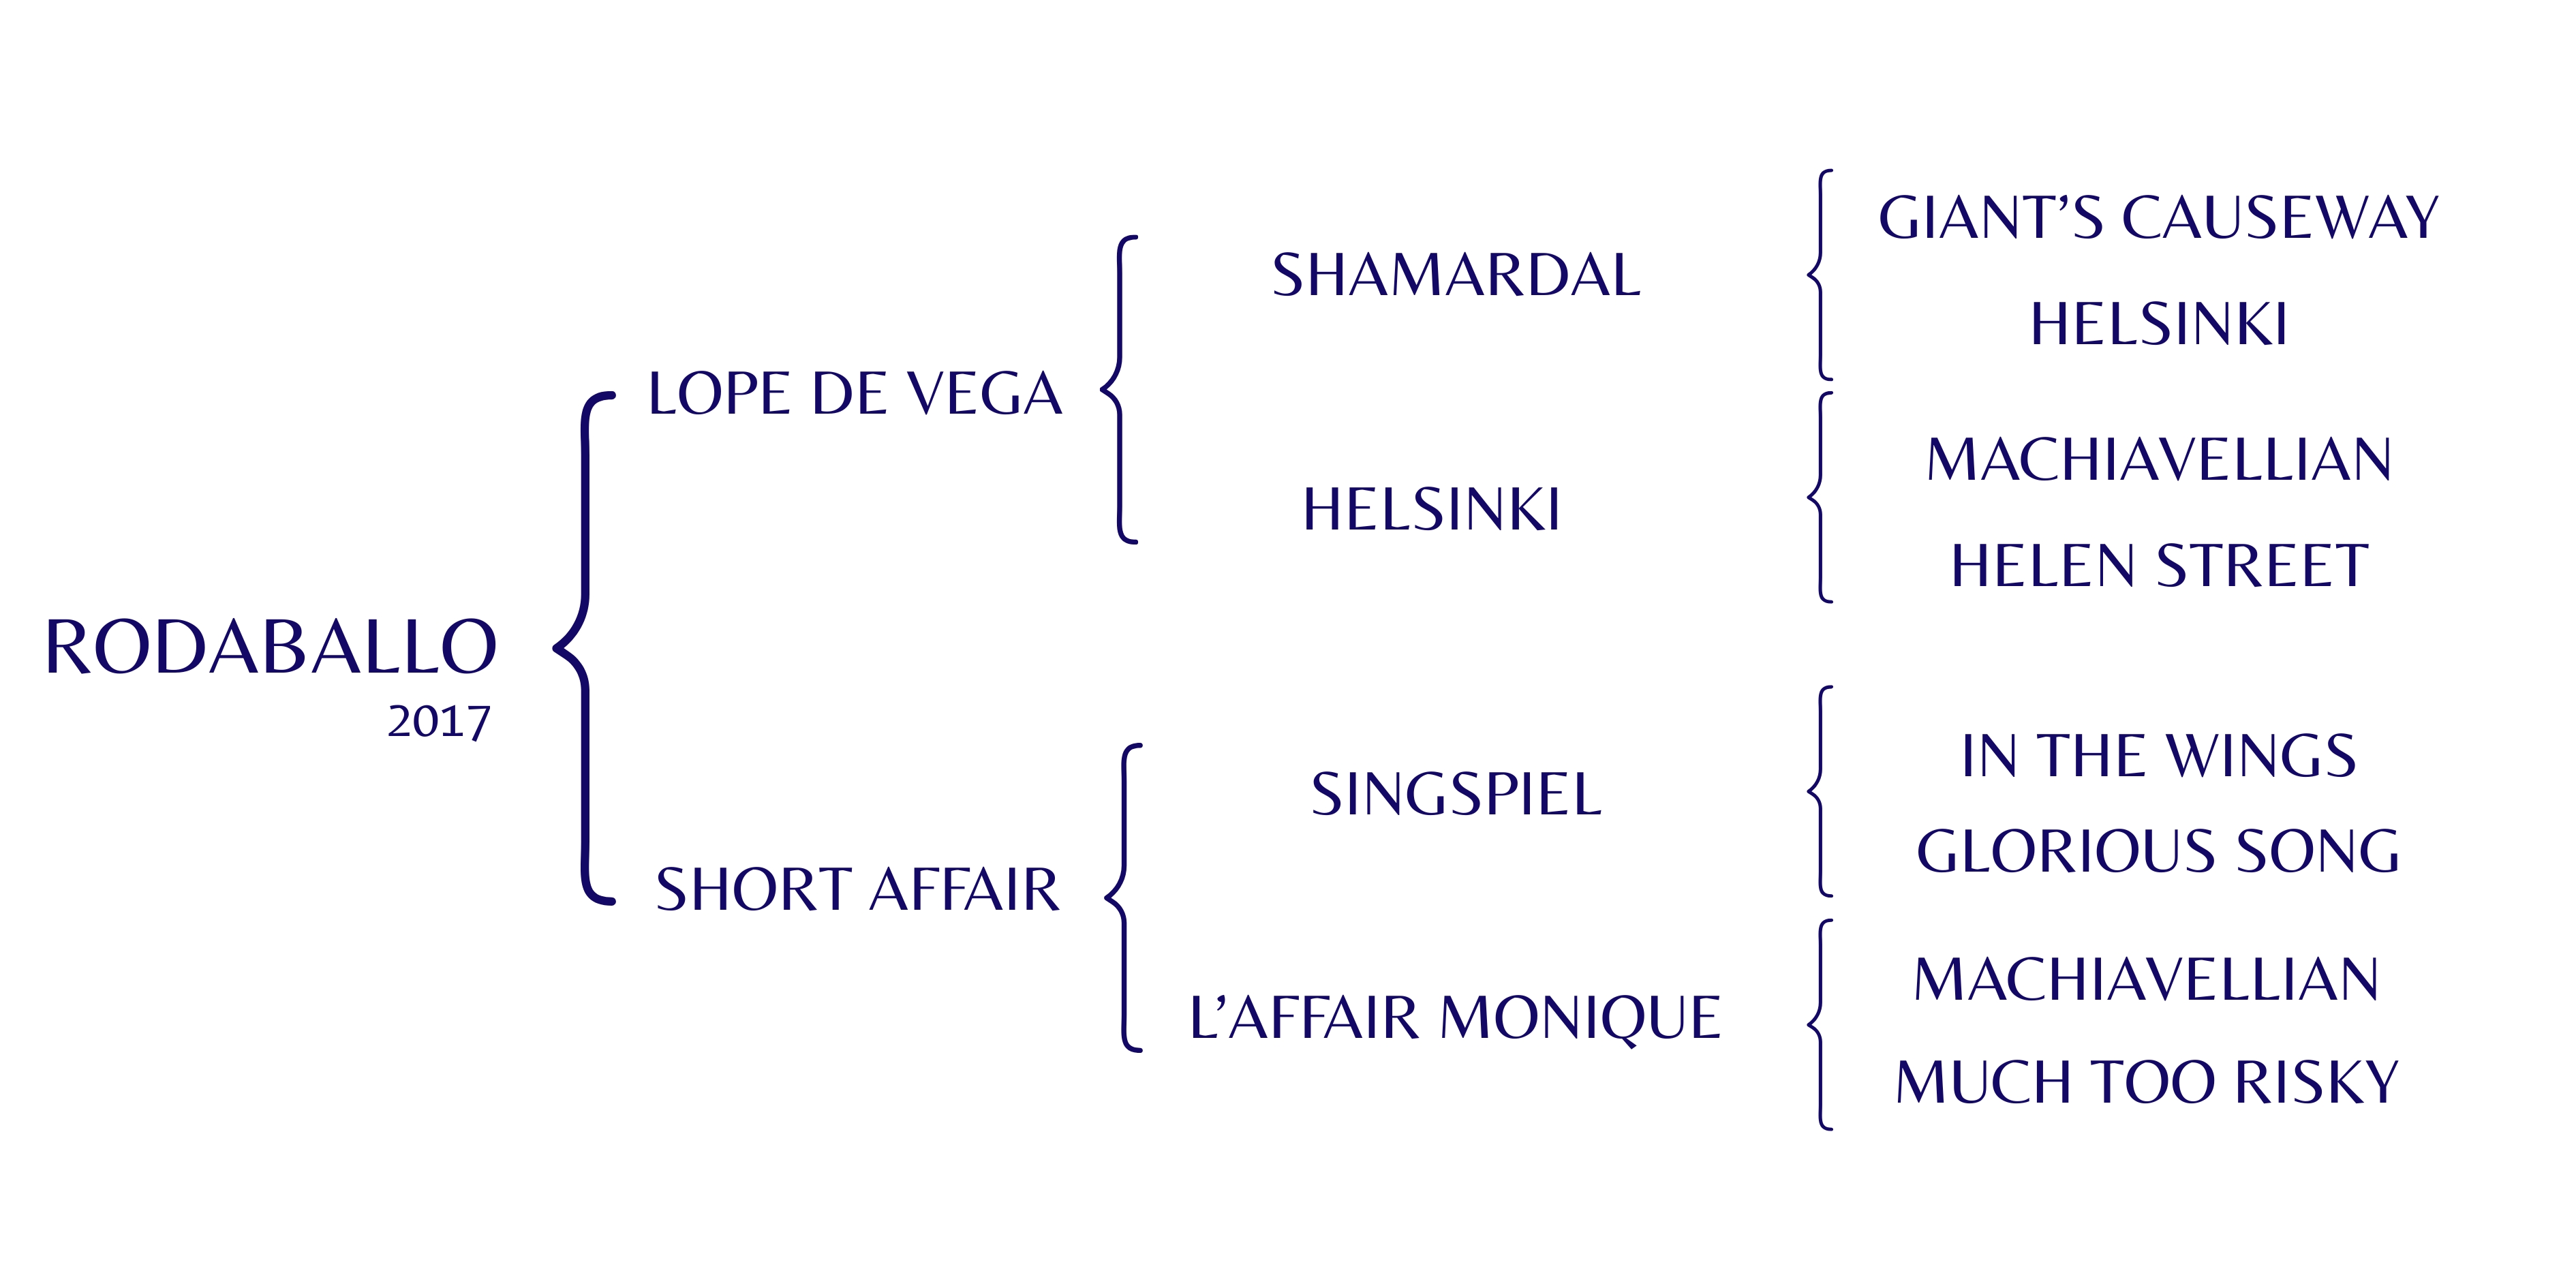 RODABALLO
2017
LOPE DE VEGA
SHORT AFFAIR
SHAMARDAL
HELSINKI
SINGSPIEL
L’AFFAIR MONIQUE
GIANT’S CAUSEWAY
HELSINKI
MACHIAVELLIAN
HELEN STREET
IN THE WINGS
GLORIOUS SONG
MACHIAVELLIAN
MUCH TOO RISKY